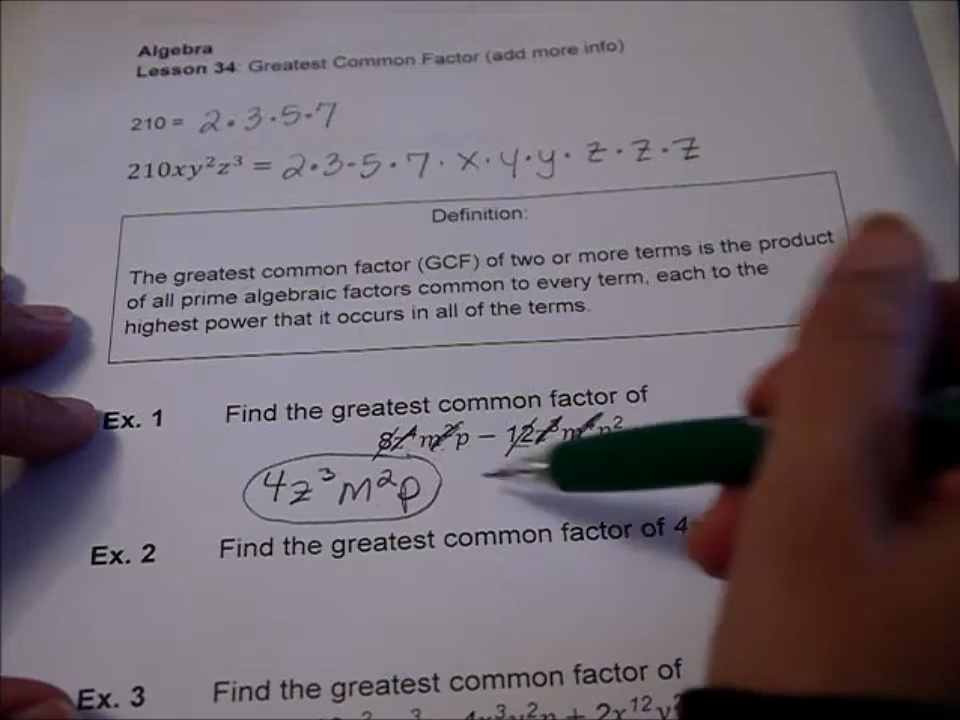 Algebra
Lesson 34: Greatest Common Factor (add more info)
210 = 2·3·5·7
210xy²z³ = 2·3·5·7·x·y·y·z·z·z
Definition:
The greatest common factor (GCF) of two or more terms is the product
of all prime algebraic factors common to every term, each to the
highest power that it occurs in all of the terms.
Ex. 1 Find the greatest common factor of
m²p − 12
4z³m²p
Ex. 2 Find the greatest common factor of 4
Ex. 3 Find the greatest common factor of
+ 2x¹²y